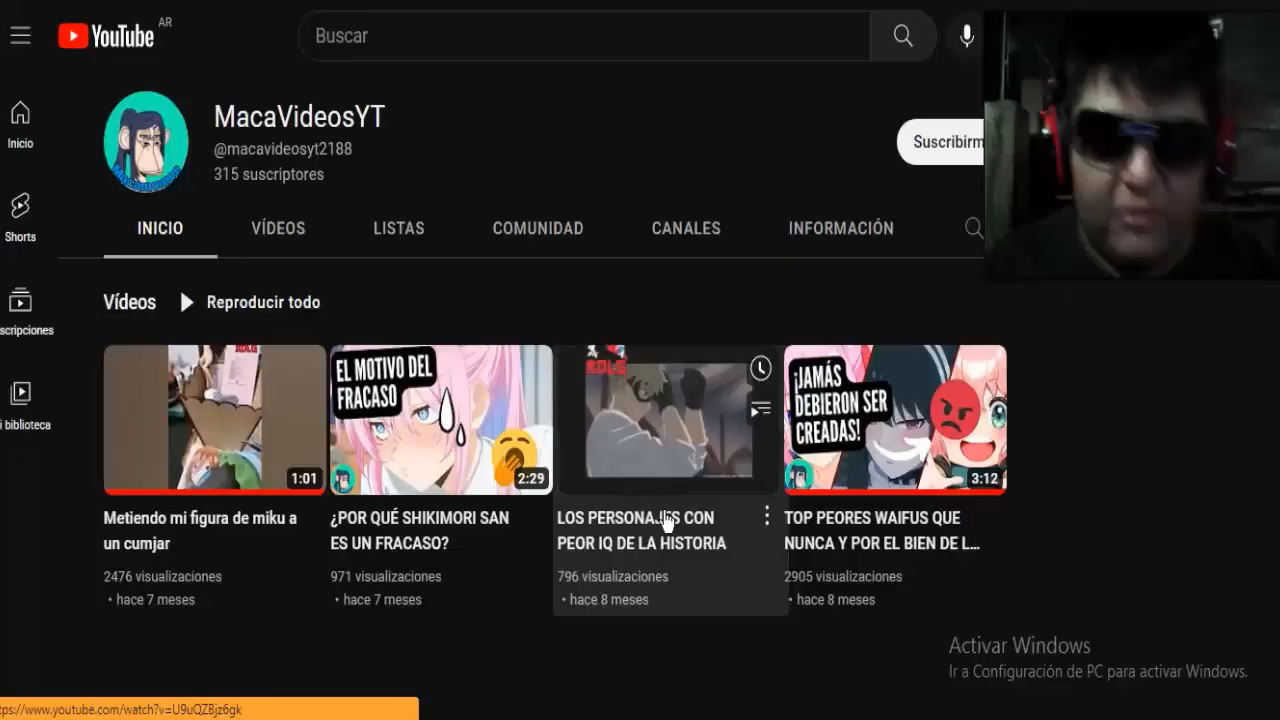 YouTube AR
Buscar
MacaVideosYT
@macavideosyt2188
315 suscriptores
Suscribirm
Inicio
Shorts
scripciones
i biblioteca
INICIO VÍDEOS LISTAS COMUNIDAD CANALES INFORMACIÓN
Vídeos Reproducir todo
1:01
EL MOTIVO DEL
FRACASO
2:29
¡JAMÁS
DEBIERON SER
CREADAS!
3:12
Metiendo mi figura de miku a
un cumjar
2476 visualizaciones
• hace 7 meses
¿POR QUÉ SHIKIMORI SAN
ES UN FRACASO?
971 visualizaciones
• hace 7 meses
LOS PERSONAJES CON
PEOR IQ DE LA HISTORIA
796 visualizaciones
• hace 8 meses
TOP PEORES WAIFUS QUE
NUNCA Y POR EL BIEN DE L...
2905 visualizaciones
• hace 8 meses
Activar Windows
Ir a Configuración de PC para activar Windows.
tps://www.youtube.com/watch?v=U9uQZBjz6gk